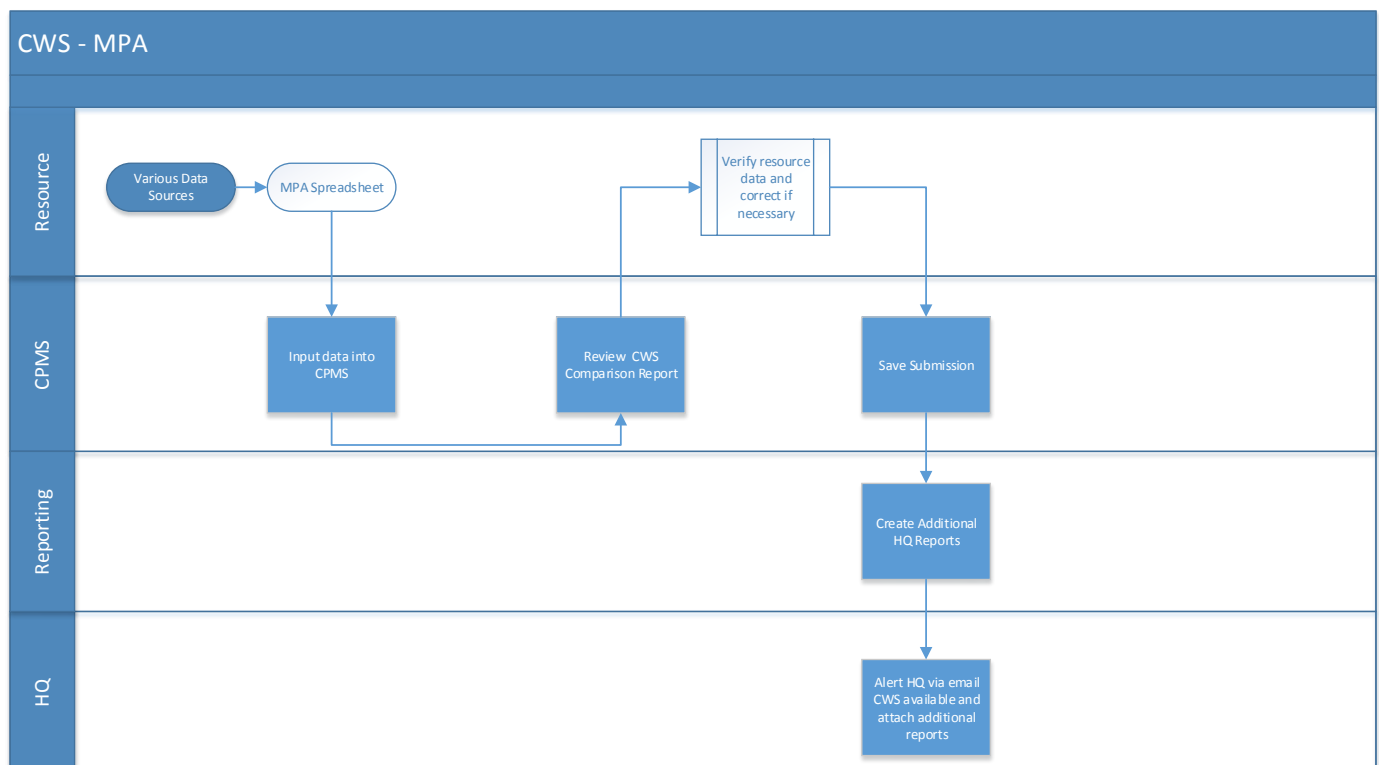 CWS - MPA
Resource
Various Data
Sources
MPA Spreadsheet
Verify resource
data and
correct if
necessary
CPMS
Input data into
CPMS
Review CWS
Comparison Report
Save Submission
Reporting
Create Additional
HQ Reports
HQ
Alert HQ via email
CWS available and
attach additional
reports